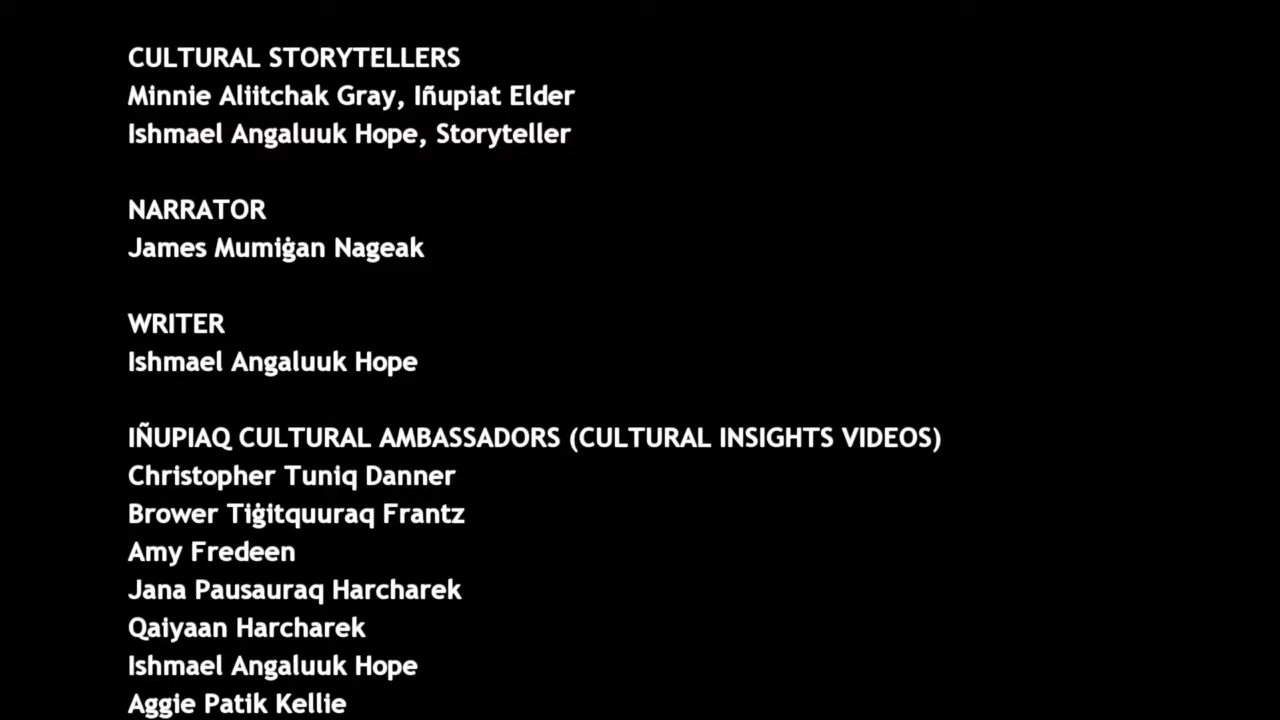 CULTURAL STORYTELLERS
Minnie Aliitchak Gray, Iñupiat Elder
Ishmael Angaluuk Hope, Storyteller
NARRATOR
James Mumiġan Nageak
WRITER
Ishmael Angaluuk Hope
IÑUPIAQ CULTURAL AMBASSADORS (CULTURAL INSIGHTS VIDEOS)
Christopher Tuniq Danner
Brower Tiġitquuraq Frantz
Amy Fredeen
Jana Pausauraq Harcharek
Qaiyaan Harcharek
Ishmael Angaluuk Hope
Aggie Patik Kellie